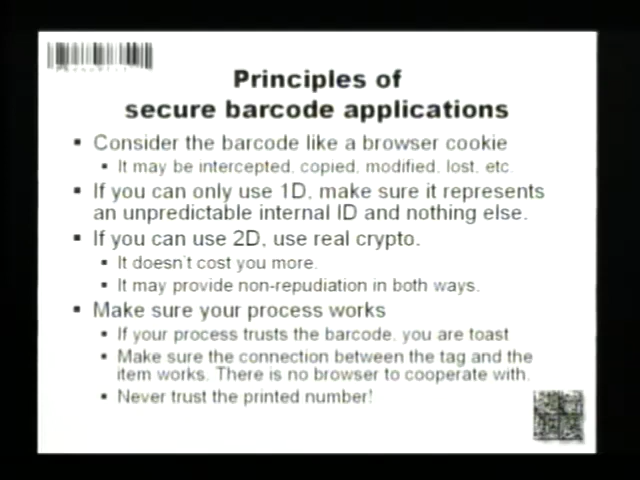 Principles of
secure barcode applications
Consider the barcode like a browser cookie
It may be intercepted, copied, modified, lost, etc.
If you can only use 1D, make sure it represents
an unpredictable internal ID and nothing else.
If you can use 2D, use real crypto.
It doesn't cost you more.
It may provide non-repudiation in both ways.
Make sure your process works
If your process trusts the barcode, you are toast
Make sure the connection between the tag and the
item works. There is no browser to cooperate with.
Never trust the printed number!